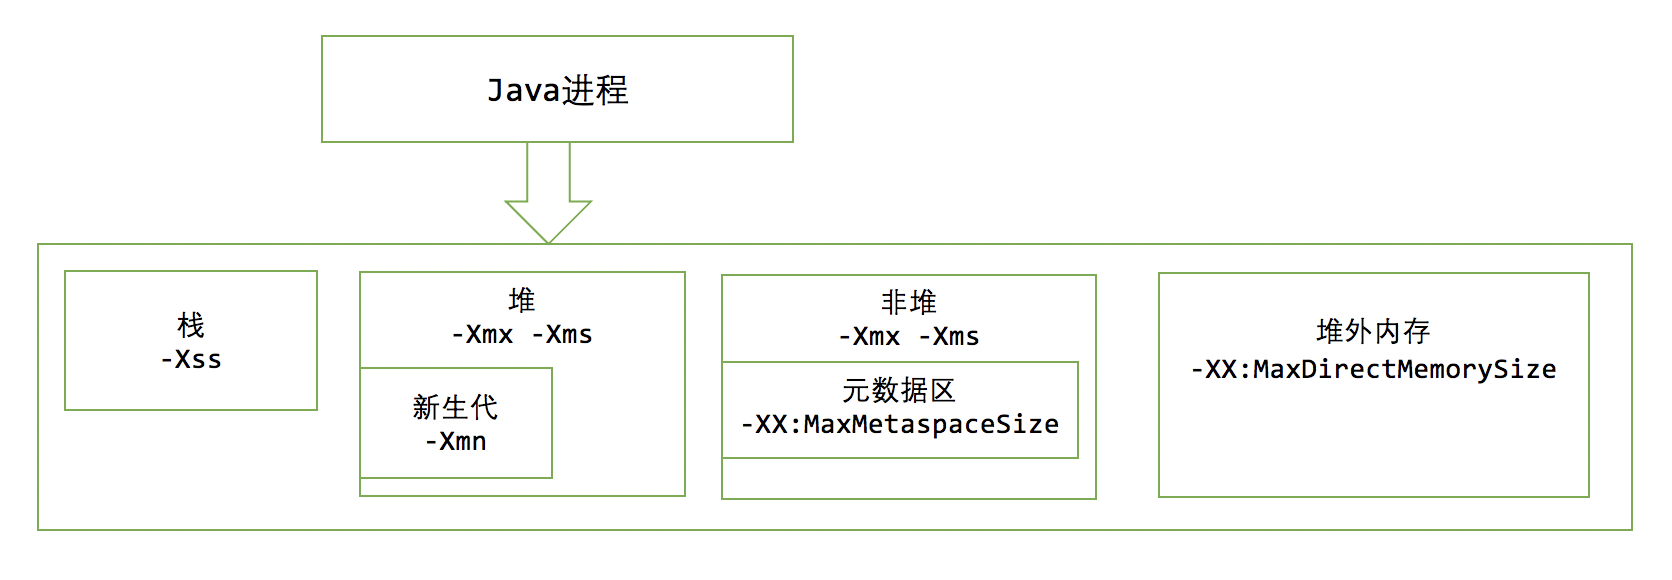 Java进程
栈
-Xss
堆
-Xmx -Xms
新生代
-Xmn
非堆
-Xmx -Xms
元数据区
-XX:MaxMetaspaceSize
堆外内存
-XX:MaxDirectMemorySize